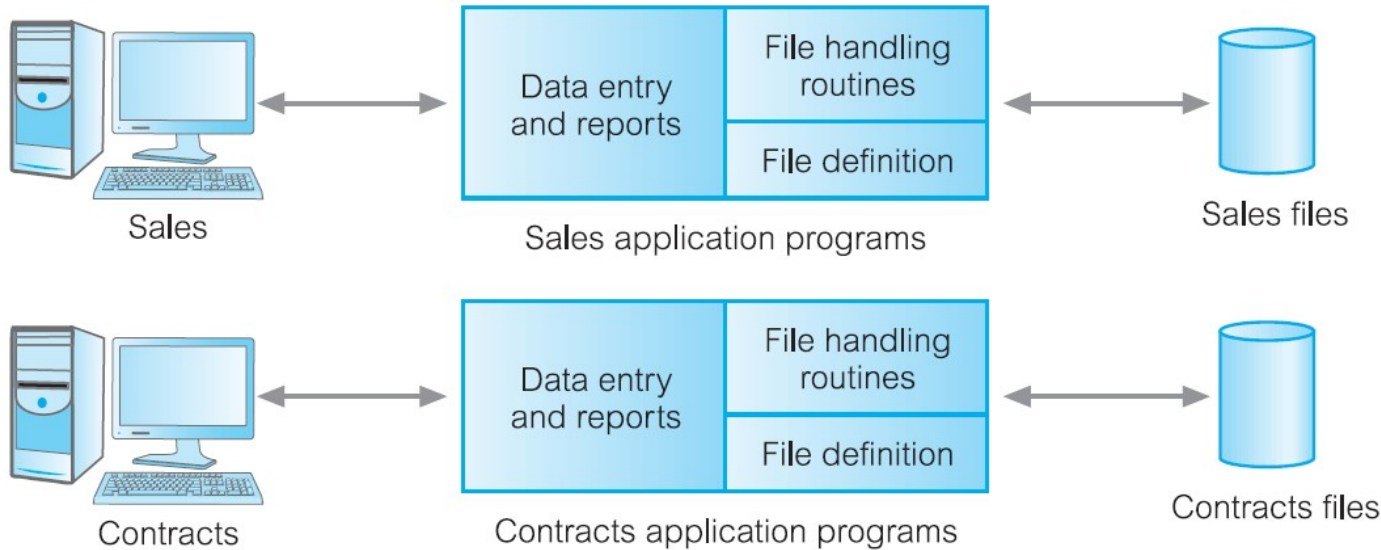 Data entry
and reports
File handling
routines
File definition
Sales
Sales application programs
Sales files
Data entry
and reports
File handling
routines
File definition
Contracts
Contracts application programs
Contracts files